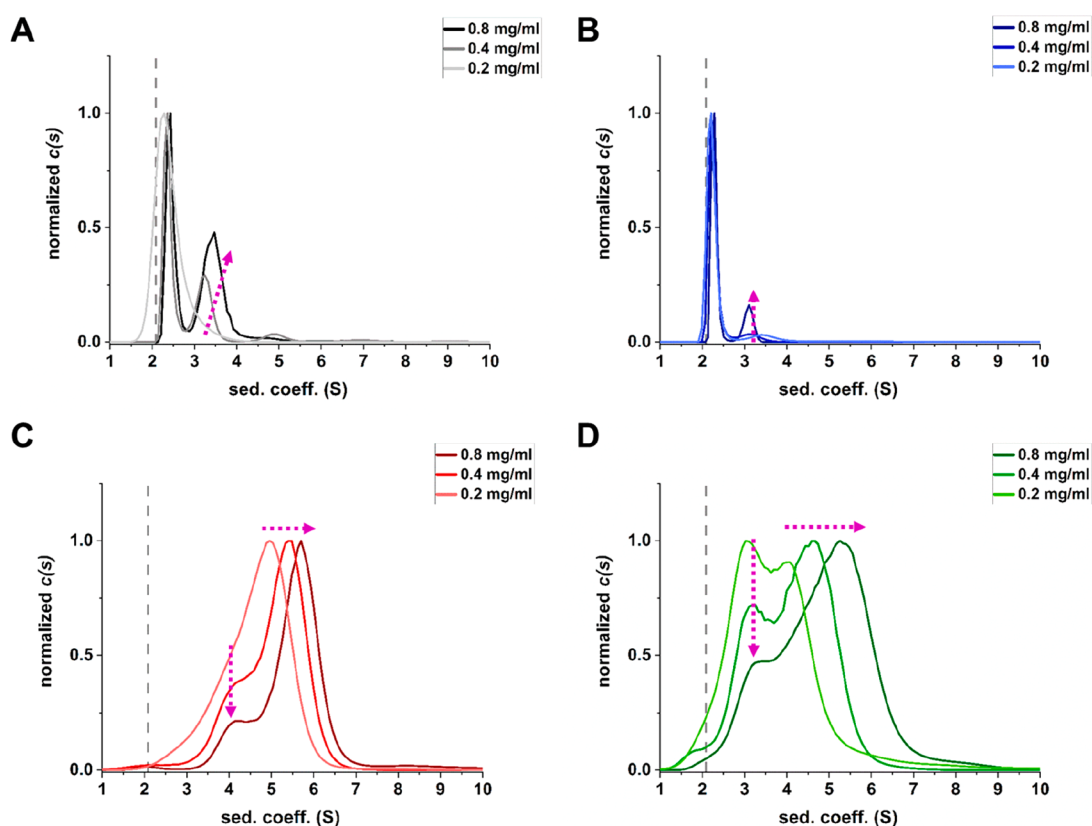 A
0.8 mg/ml
0.4 mg/ml
0.2 mg/ml
normalized c(s)
1.0
0.5
0.0
1 2 3 4 5 6 7 8 9 10
sed. coeff. (S)
B
0.8 mg/ml
0.4 mg/ml
0.2 mg/ml
normalized c(s)
1.0
0.5
0.0
1 2 3 4 5 6 7 8 9 10
sed. coeff. (S)
C
0.8 mg/ml
0.4 mg/ml
0.2 mg/ml
normalized c(s)
1.0
0.5
0.0
1 2 3 4 5 6 7 8 9 10
sed. coeff. (S)
D
0.8 mg/ml
0.4 mg/ml
0.2 mg/ml
normalized c(s)
1.0
0.5
0.0
1 2 3 4 5 6 7 8 9 10
sed. coeff. (S)